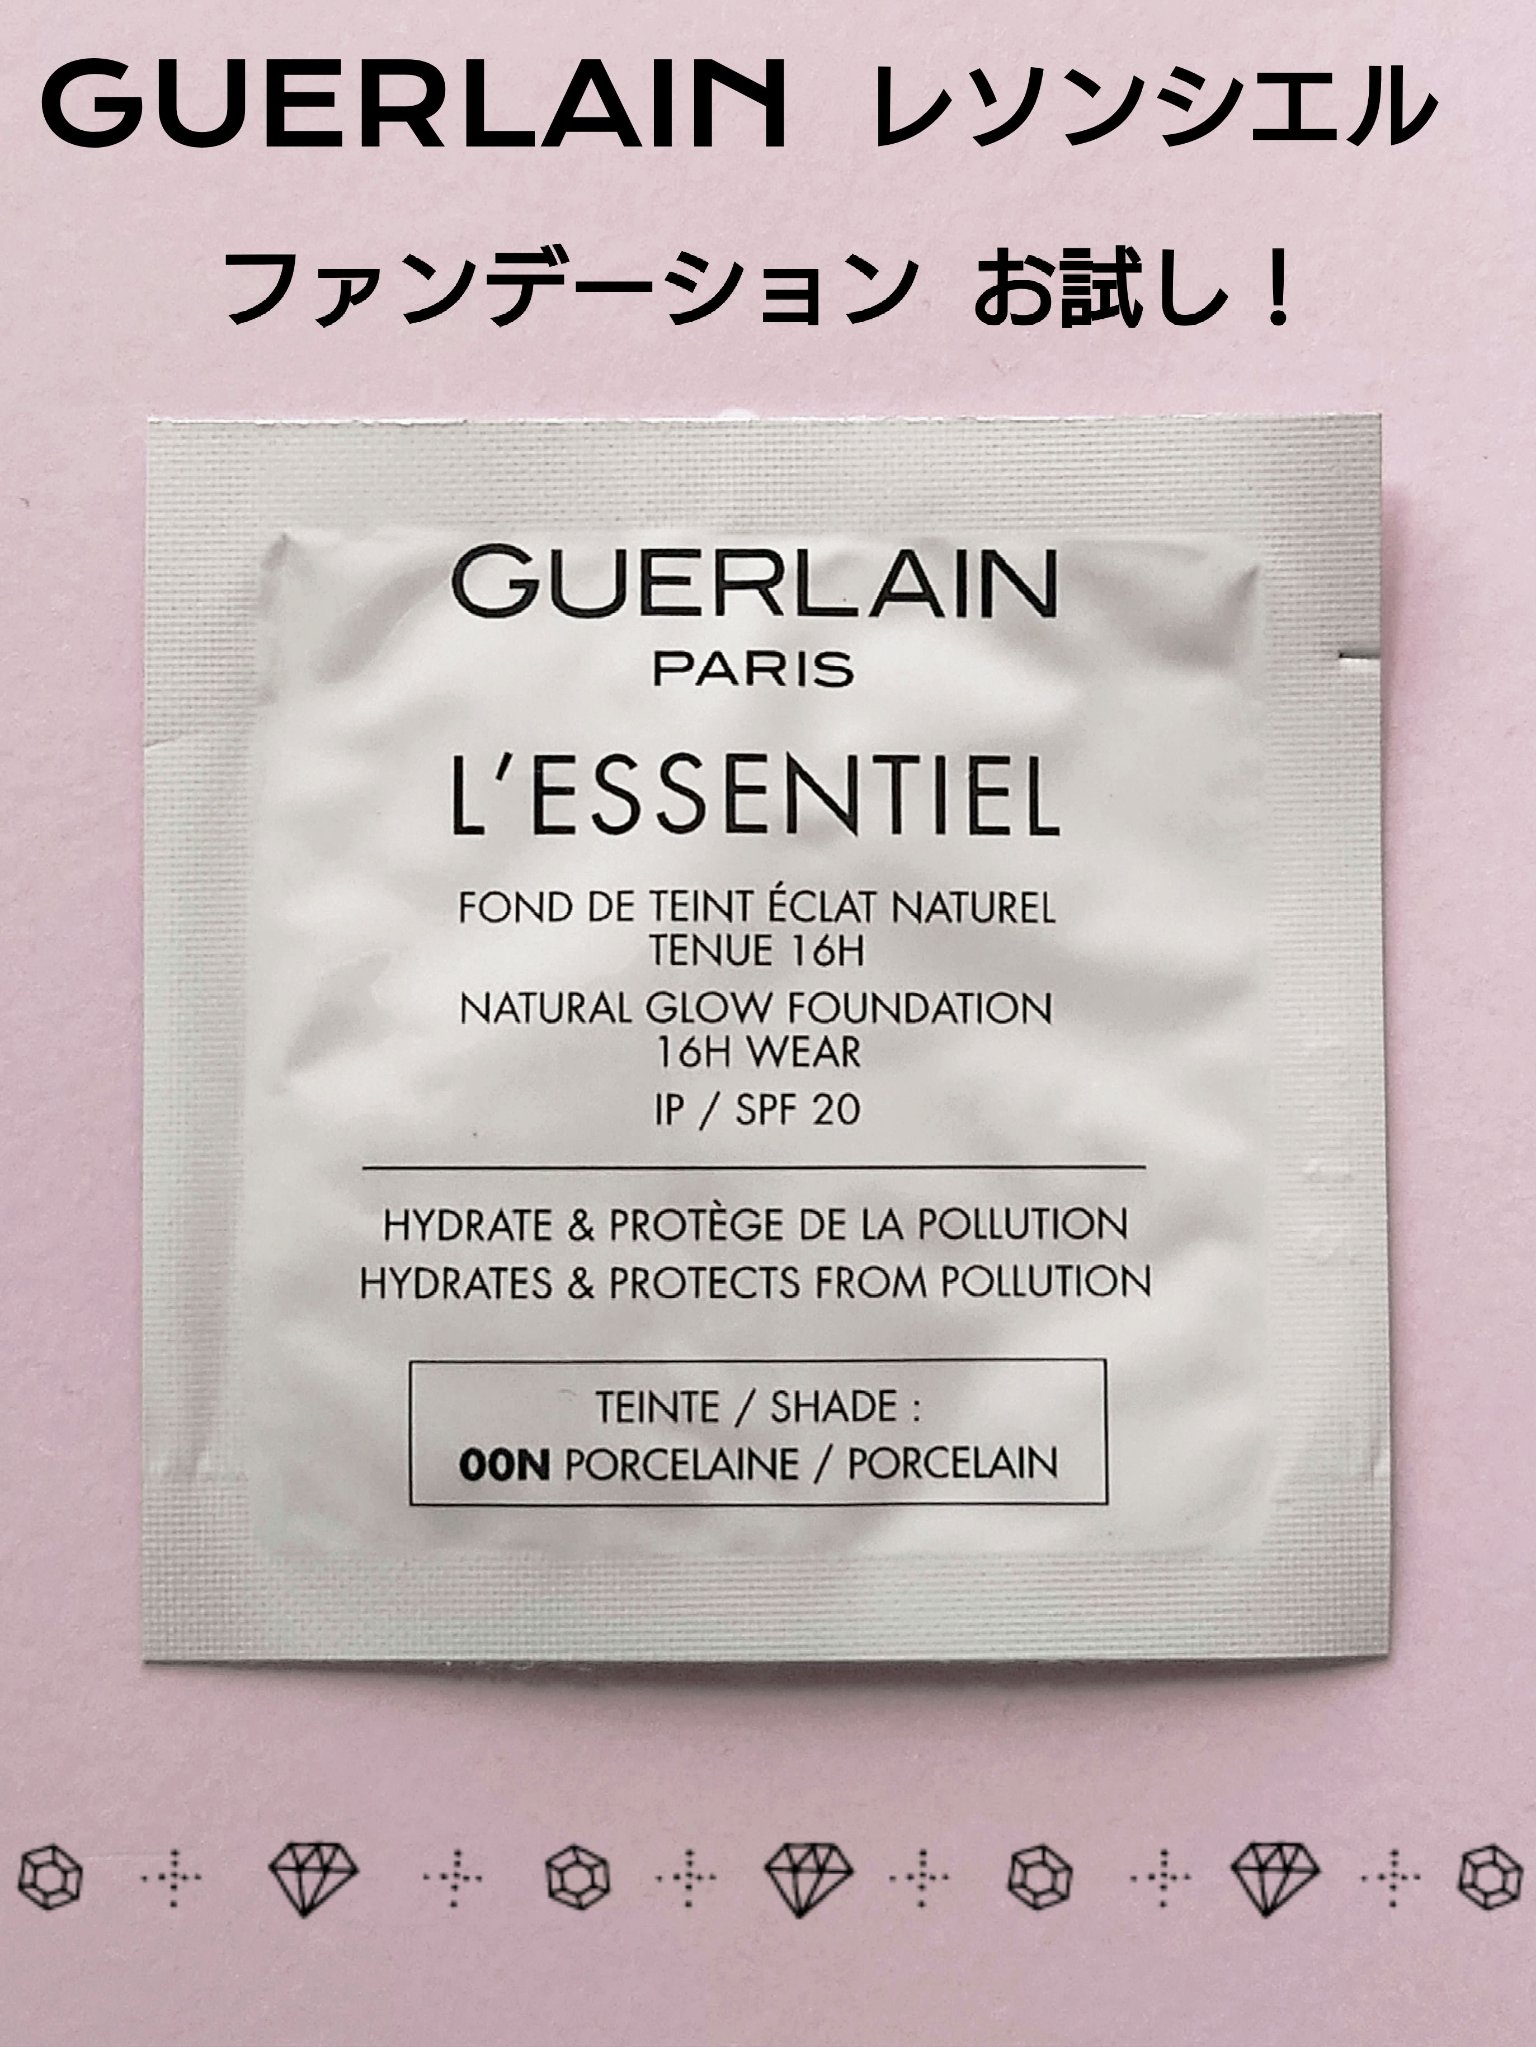 GUERLAIN レソンシエル
ファンデーション お試し！
GUERLAIN
PARIS
L'ESSENTIEL
FOND DE TEINT ÉCLAT NATUREL
TENUE 16H
NATURAL GLOW FOUNDATION
16H WEAR
IP / SPF 20
HYDRATE & PROTÈGE DE LA POLLUTION
HYDRATES & PROTECTS FROM POLLUTION
TEINTE / SHADE :
00N PORCELAINE / PORCELAIN